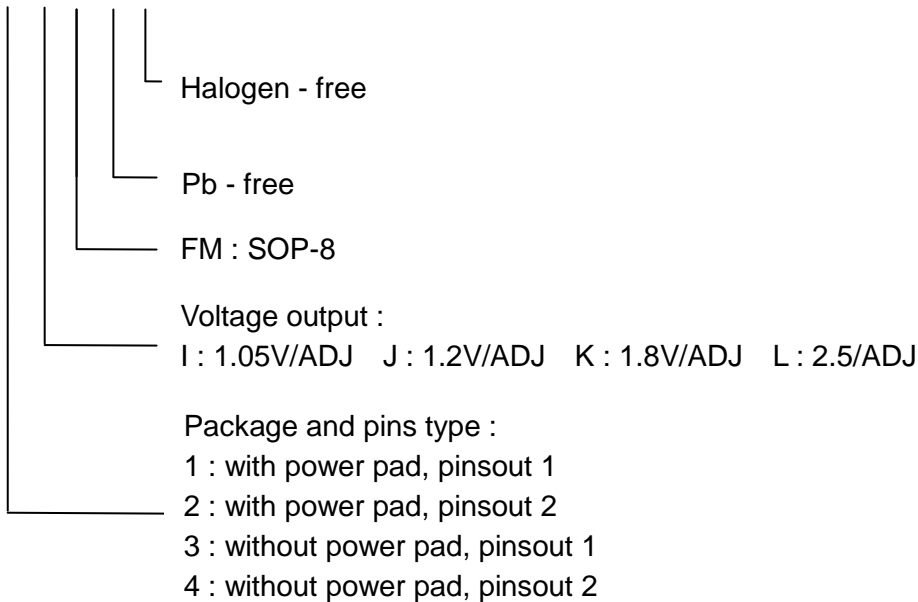 Halogen - free
Pb - free
FM : SOP-8
Voltage output :
I : 1.05V/ADJ J : 1.2V/ADJ K : 1.8V/ADJ L : 2.5/ADJ
Package and pins type :
1 : with power pad, pinsout 1
2 : with power pad, pinsout 2
3 : without power pad, pinsout 1
4 : without power pad, pinsout 2